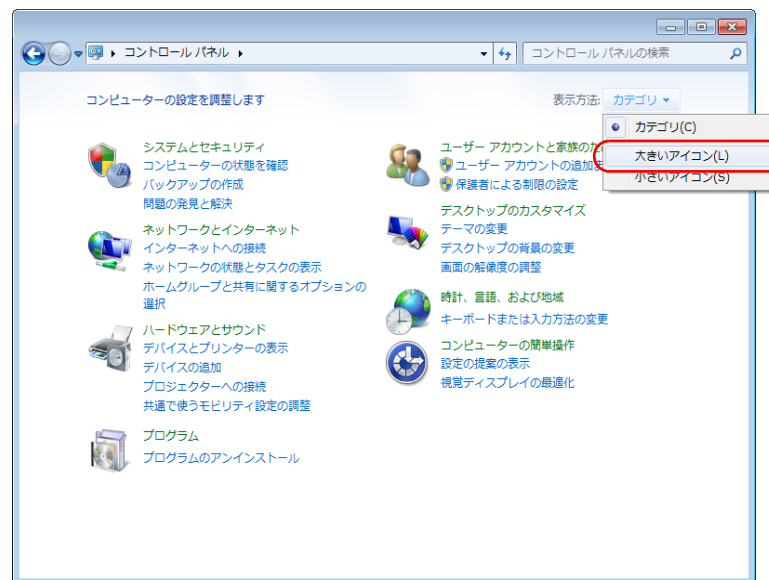 コントロール パネル
コントロール パネルの検索
コンピューターの設定を調整します
表示方法:
カテゴリ
カテゴリ(C)
大きいアイコン(L)
小さいアイコン(S)
システムとセキュリティ
コンピューターの状態を確認
バックアップの作成
問題の発見と解決
ネットワークとインターネット
インターネットへの接続
ネットワークの状態とタスクの表示
ホームグループと共有に関するオプションの
選択
ハードウェアとサウンド
デバイスとプリンターの表示
デバイスの追加
プロジェクターへの接続
共通で使うモビリティ設定の調整
プログラム
プログラムのアンインストール
ユーザー アカウントと家族のた
ユーザー アカウントの追加
保護者による制限の設定
デスクトップのカスタマイズ
テーマの変更
デスクトップの背景の変更
画面の解像度の調整
時計、言語、および地域
キーボードまたは入力方法の変更
コンピューターの簡単操作
設定の提案の表示
視覚ディスプレイの最適化